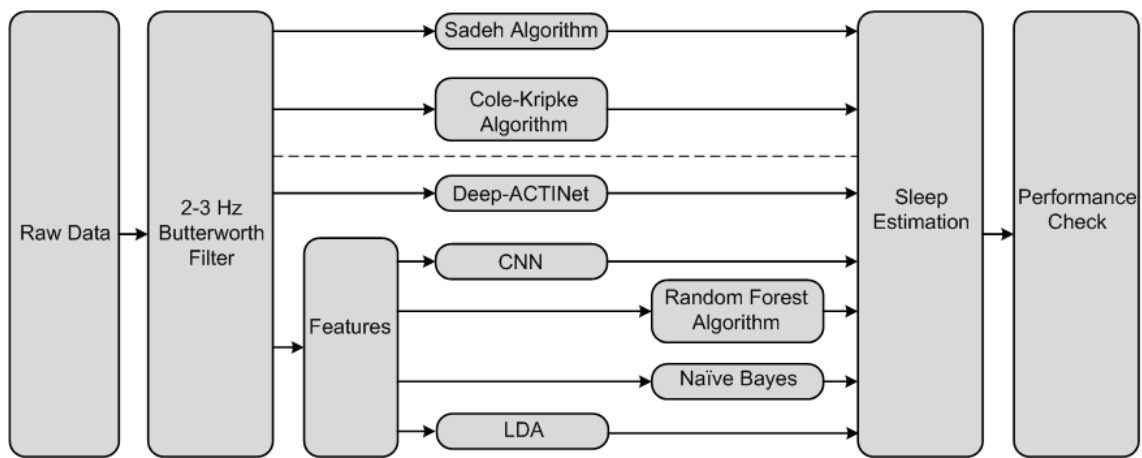 Raw Data
2-3 Hz
Butterworth
Filter
Sadeh Algorithm
Cole-Kripke
Algorithm
Deep-ACTINet
Features
CNN
Random Forest
Algorithm
Naïve Bayes
LDA
Sleep
Estimation
Performance
Check